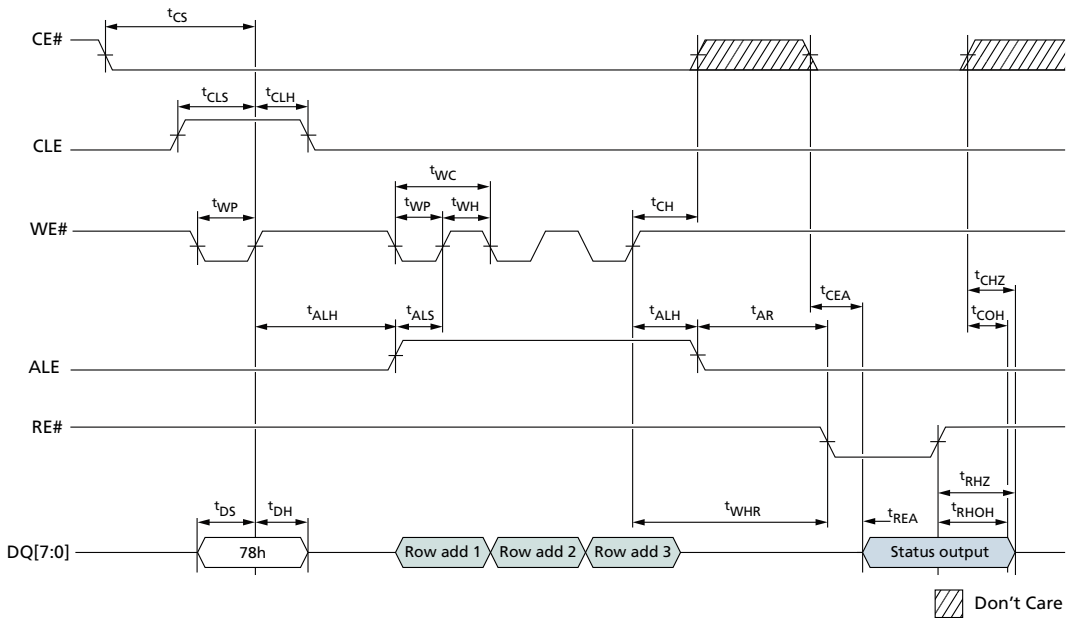 tCS
CE#
tCLS tCLH
CLE
tWC
tWP tWP tWH tCH
WE#
tCEA tCHZ
tALH tALS tALH tAR tCOH
ALE
RE#
tRHZ
tDS tDH tWHR tREA tRHOH
DQ[7:0] 78h Row add 1 Row add 2 Row add 3 Status output
Don't Care